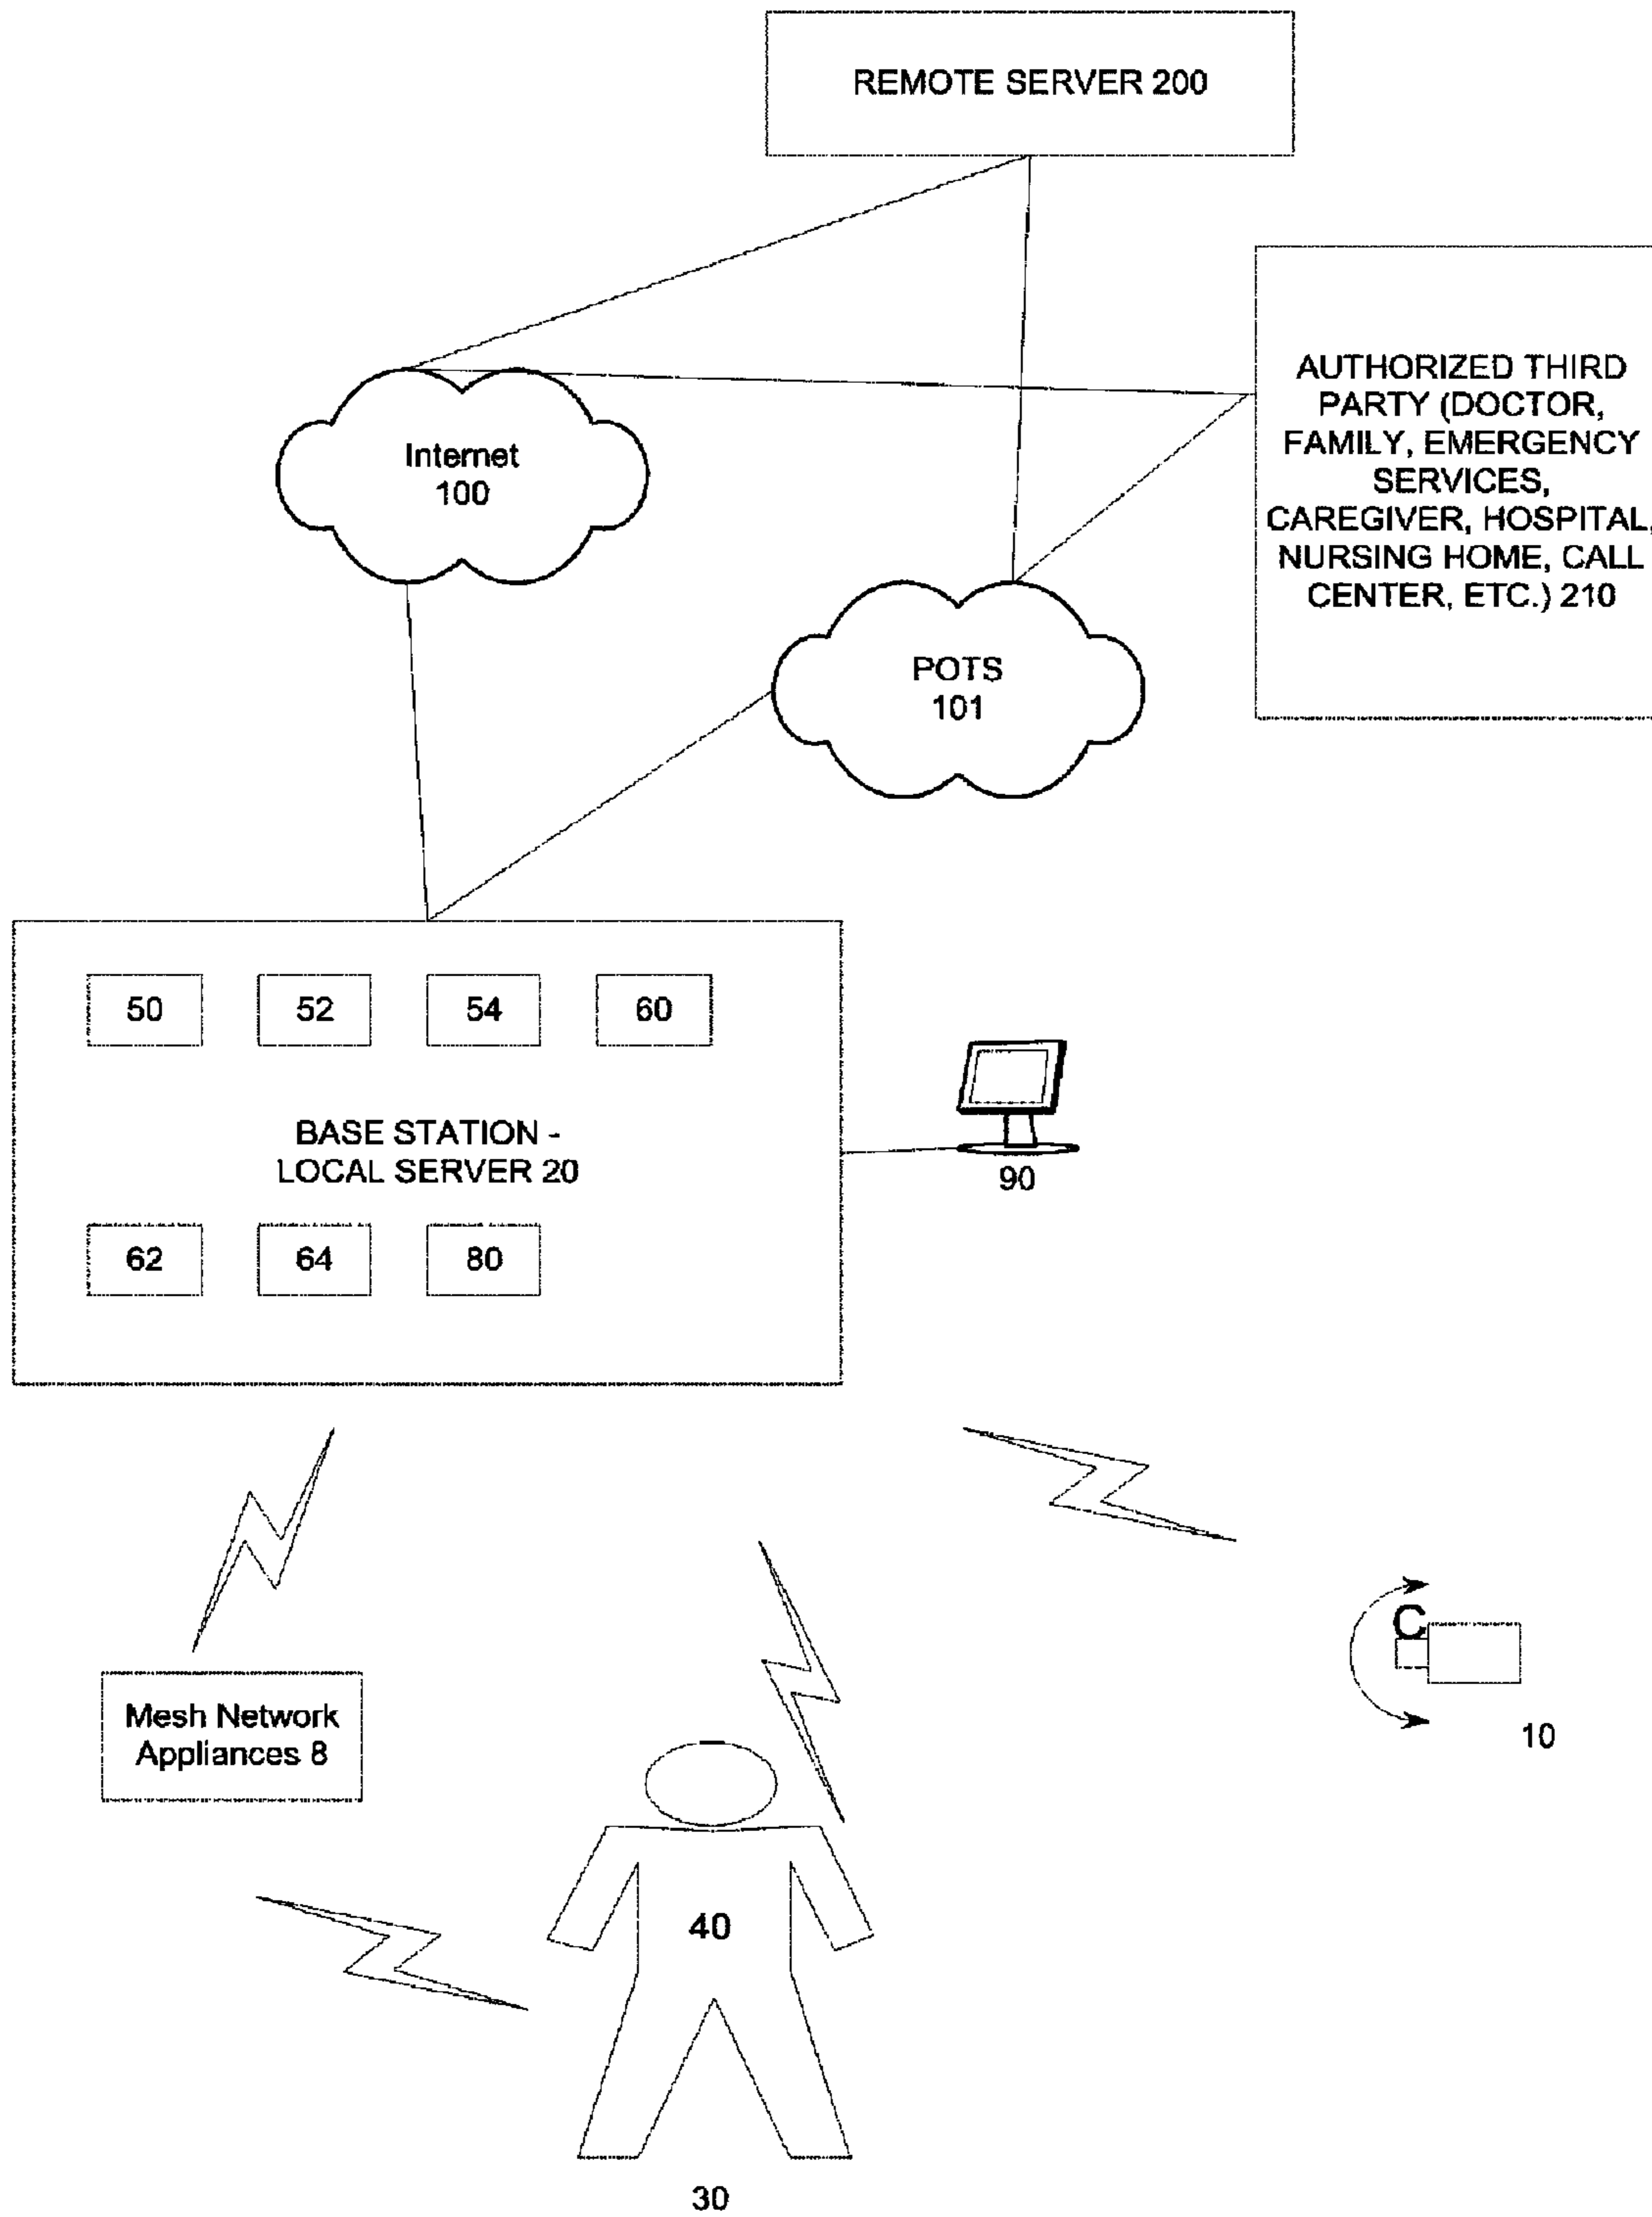 REMOTE SERVER 200
AUTHORIZED THIRD
PARTY (DOCTOR,
FAMILY, EMERGENCY
SERVICES,
CAREGIVER, HOSPITAL,
NURSING HOME, CALL
CENTER, ETC.) 210
Internet
100
POTS
101
50
52
54
60
BASE STATION -
LOCAL SERVER 20
90
62
64
80
C
10
Mesh Network
Appliances 8
40
30